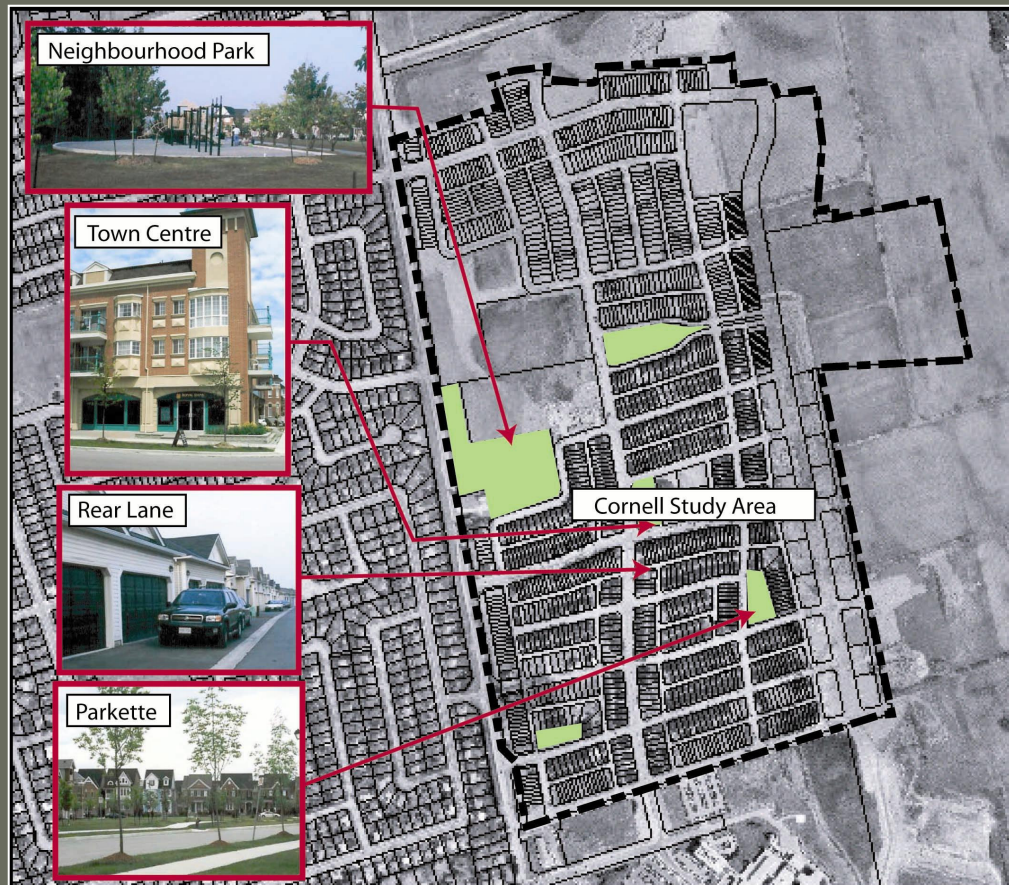 Neighbourhood Park
Town Centre
Rear Lane
Parkette
Cornell Study Area